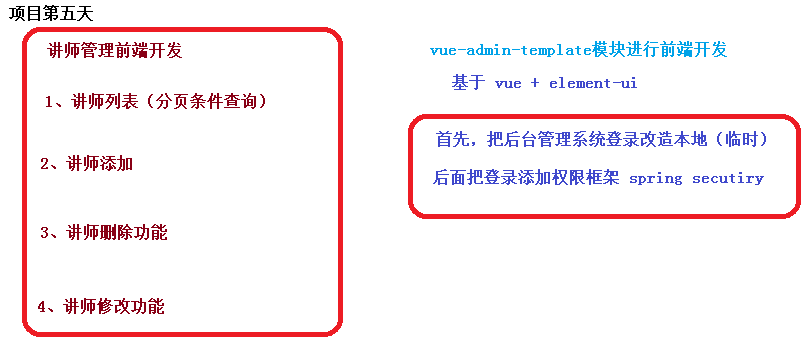 项目第五天
讲师管理前端开发
1、讲师列表（分页条件查询）
2、讲师添加
3、讲师删除功能
4、讲师修改功能
vue-admin-template模块进行前端开发
基于 vue + element-ui
首先，把后台管理系统登录改造本地（临时）
后面把登录添加权限框架 spring secutiry